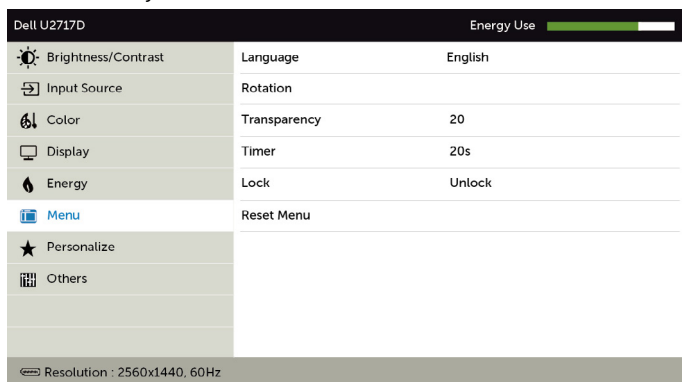 Dell U2717D Energy Use
Brightness/Contrast Language English
Input Source Rotation
Color Transparency 20
Display Timer 20s
Energy Lock Unlock
Menu Reset Menu
Personalize
Others
Resolution : 2560x1440, 60Hz